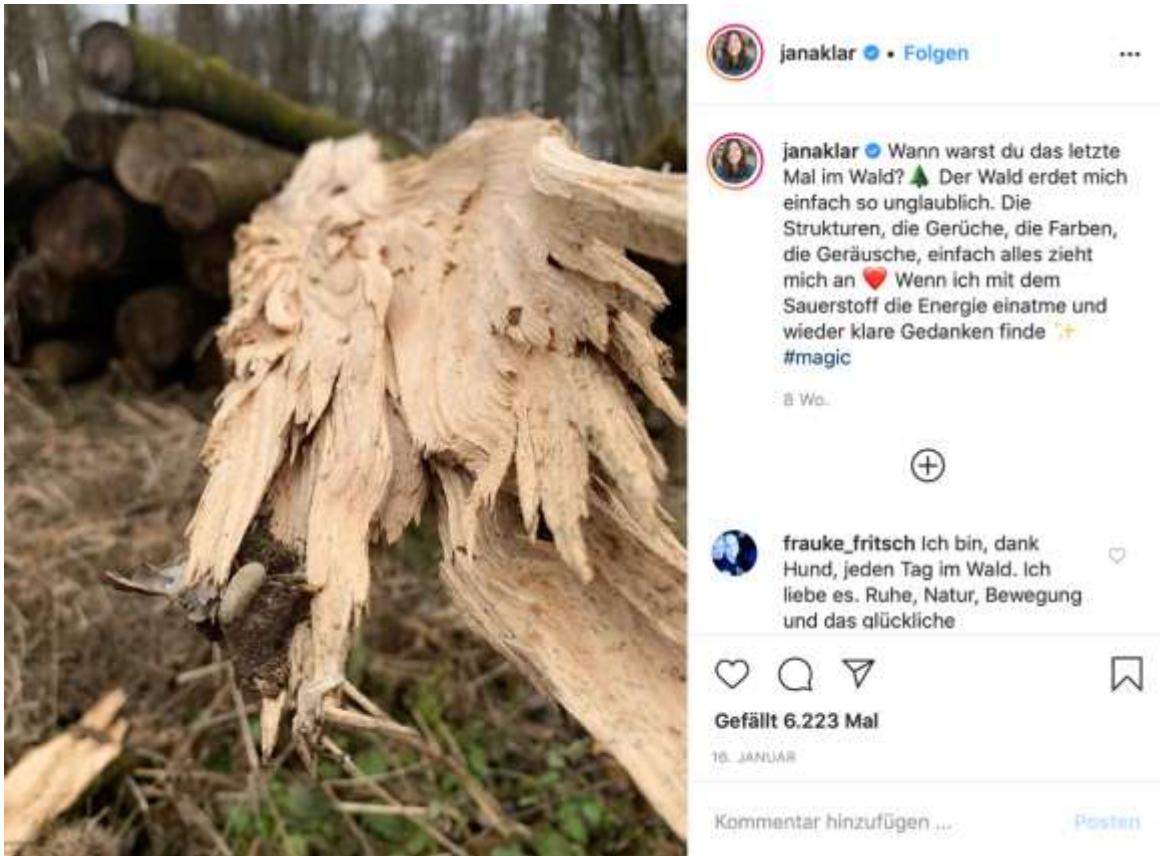 janaklar • Folgen
janaklar Wann warst du das letzte
Mal im Wald?🌲 Der Wald erdet mich
einfach so unglaublich. Die
Strukturen, die Gerüche, die Farben,
die Geräusche, einfach alles zieht
mich an ❤️ Wenn ich mit dem
Sauerstoff die Energie einatme und
wieder klare Gedanken finde ✨
#magic
8 Wo.
frauke_fritsch Ich bin, dank
Hund, jeden Tag im Wald. Ich
liebe es. Ruhe, Natur, Bewegung
und das glückliche
Gefällt 6.223 Mal
16. JANUAR
Kommentar hinzufügen ...
Posten